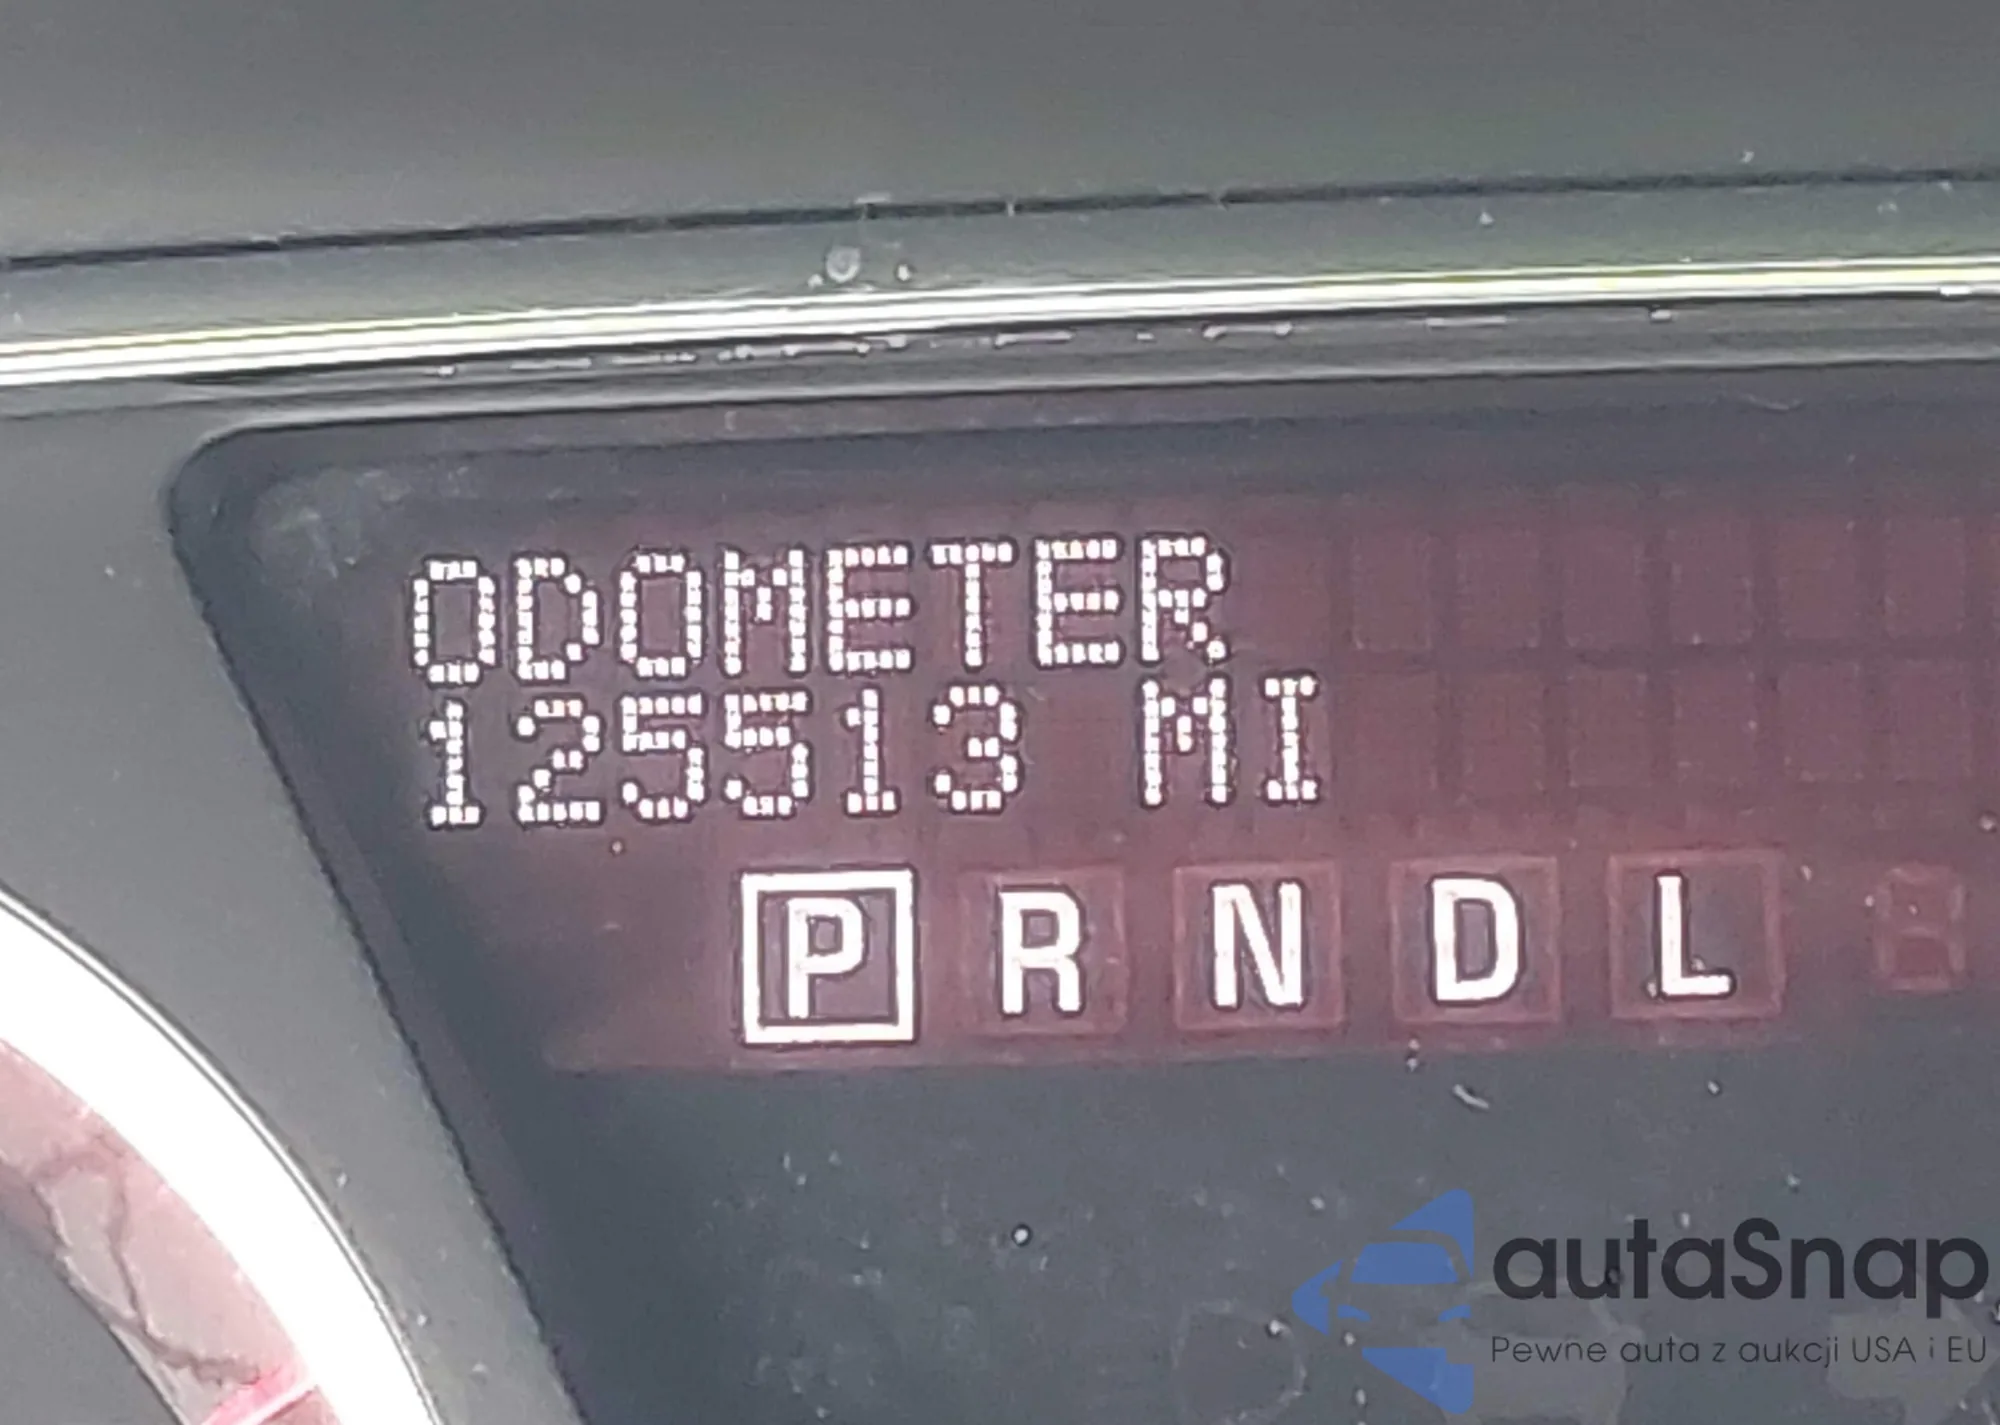 ODOMETER
125513 MI
P R N D L
autaSnap
Pewne auta z aukcji USA i EU